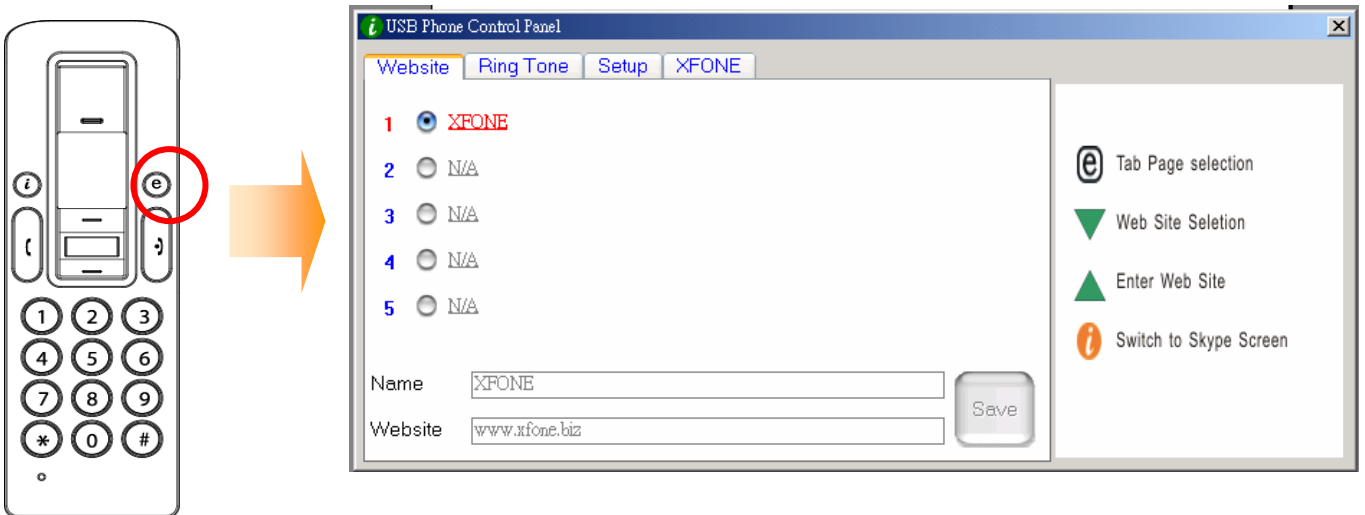 i e
1 2 3
4 5 6
7 8 9
* 0 #
i USB Phone Control Panel
Website Ring Tone Setup XFONE
1 XFONE
2 N/A
3 N/A
4 N/A
5 N/A
Name XFONE
Website www.xfone.biz
Save
e Tab Page selection
Web Site Seletion
Enter Web Site
i Switch to Skype Screen